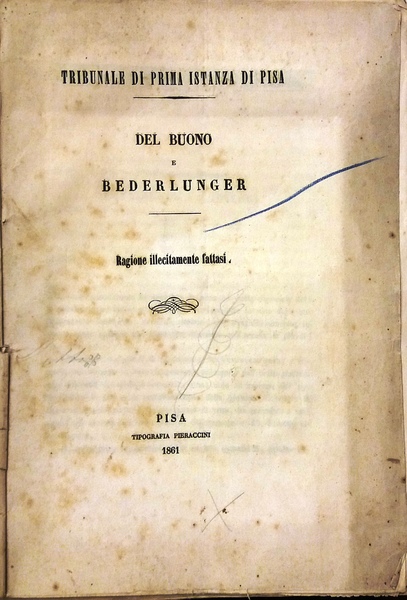 TRIBUNALE DI PRIMA ISTANZA DI PISA
DEL BUONO
E
BEDERLUNGER
Ragione illecitamente fattasi.
PISA
TIPOGRAFIA PIERACCINI
1861